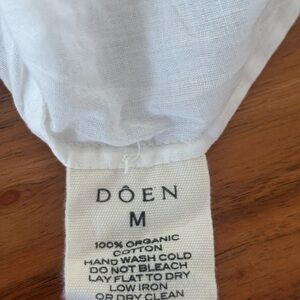 DÔEN
M
100% ORGANIC
COTTON
HAND WASH COLD
DO NOT BLEACH
LAY FLAT TO DRY
LOW IRON
OR DRY CLEAN